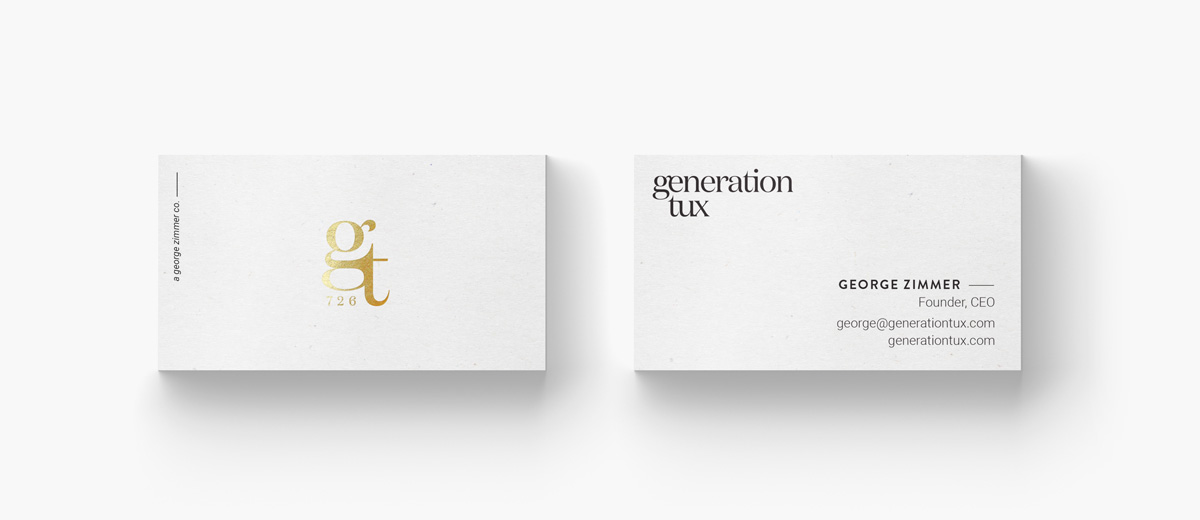 a george zimmer co.
gt
726
generation
tux
GEORGE ZIMMER
Founder, CEO
george@generationtux.com
generationtux.com